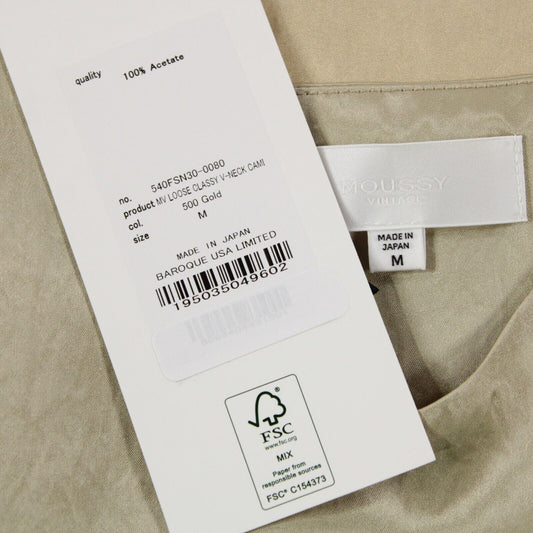 quality 100% Acetate
no. 540FSN30-0080
product MV LOOSE CLASSY V-NECK CAMI
col. 500 Gold
size M
MADE IN JAPAN
BAROQUE USA LIMITED
195035049602
FSC
www.fsc.org
MIX
Paper from
responsible sources
FSC® C154373
MOUSSY
VINTAGE
MADE IN
JAPAN
M